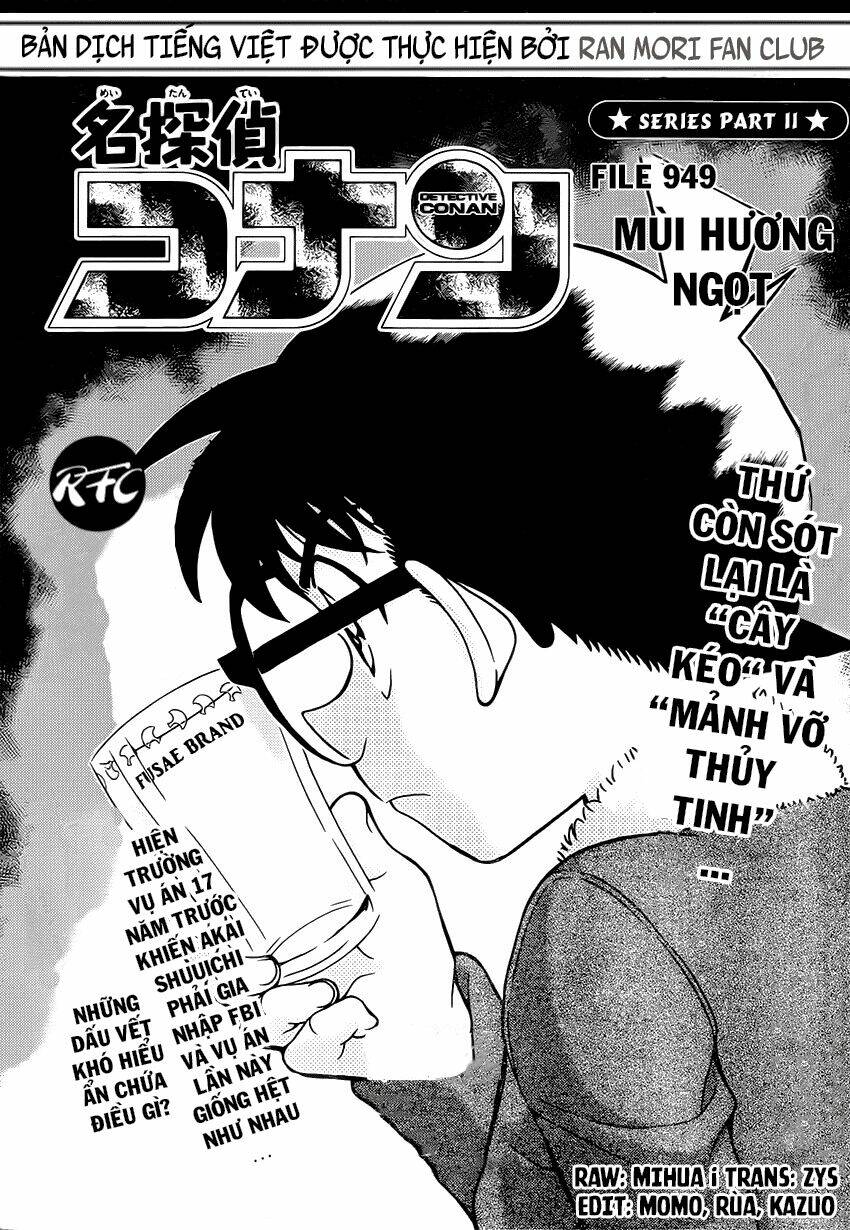 BẢN DỊCH TIẾNG VIỆT ĐƯỢC THỰC HIỆN BỞI RAN MORI FAN CLUB
めい たん てい
名探偵
コナン
DETECTIVE
CONAN
★ SERIES PART II ★
FILE 949
MÙI HƯƠNG
NGỌT
RFC
THỨ
CÒN SÓT
LẠI LÀ
“CÂY
KÉO“ VÀ
“MẢNH VỠ
THỦY
TINH”
...
FUSAE BRAND
HIỆN
TRƯỜNG
VỤ ÁN 17
NĂM TRƯỚC
KHIẾN AKAI
SHUUICHI
PHẢI GIA
NHẬP FBI
VÀ VỤ ÁN
LẦN NÀY
GIỐNG HỆT
NHƯ NHAU
...
NHỮNG
DẤU VẾT
KHÓ HIỂU
ẨN CHỨA
ĐIỀU GÌ?
RAW: MIHUA i TRANS: ZYS
EDIT: MOMO, RÙA, KAZUO